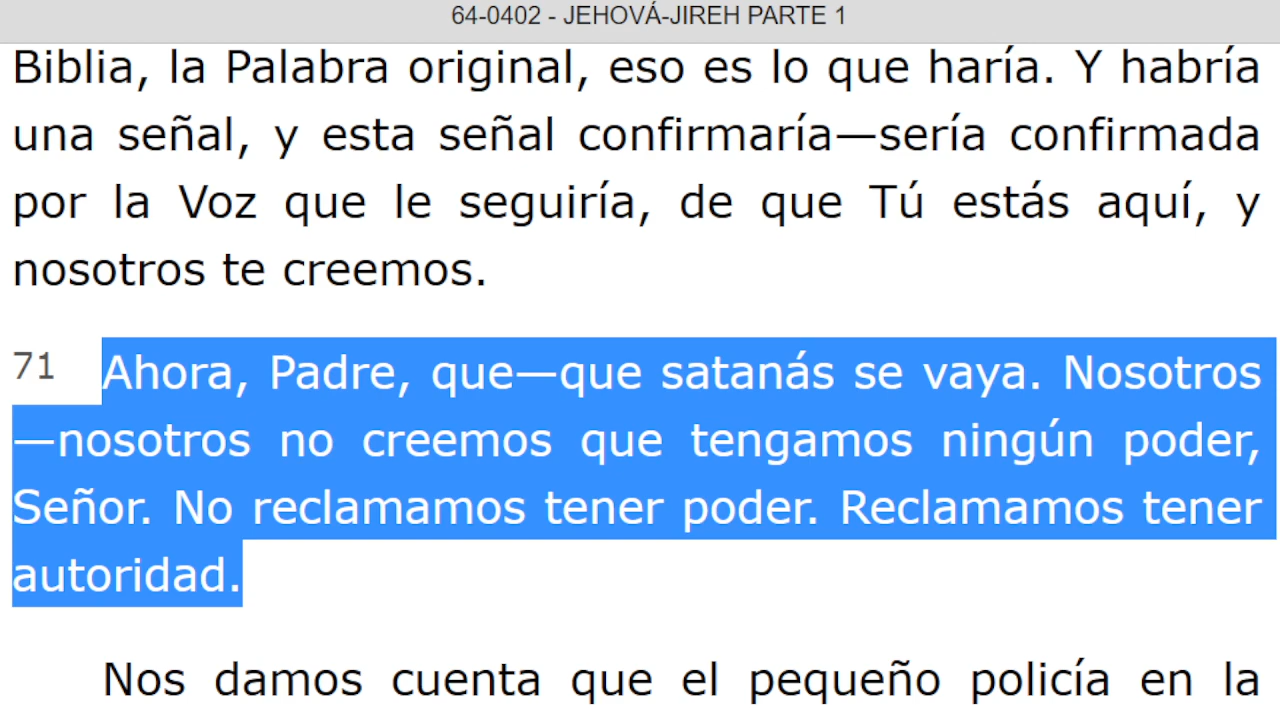 64-0402 - JEHOVÁ-JIREH PARTE 1
Biblia, la Palabra original, eso es lo que haría. Y habría
una señal, y esta señal confirmaría—sería confirmada
por la Voz que le seguiría, de que Tú estás aquí, y
nosotros te creemos.
71 Ahora, Padre, que—que satanás se vaya. Nosotros
—nosotros no creemos que tengamos ningún poder,
Señor. No reclamamos tener poder. Reclamamos tener
autoridad.
Nos damos cuenta que el pequeño policía en la